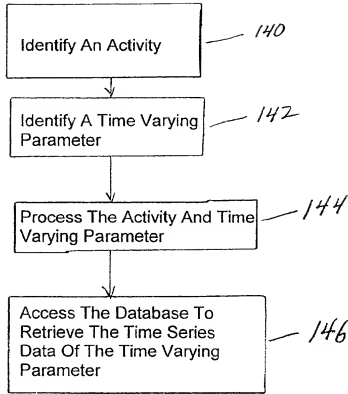 Identify An Activity
140
Identify A Time Varying
Parameter
142
Process The Activity And Time
Varying Parameter
144
Access The Database To
Retrieve The Time Series
Data Of The Time Varying
Parameter
146